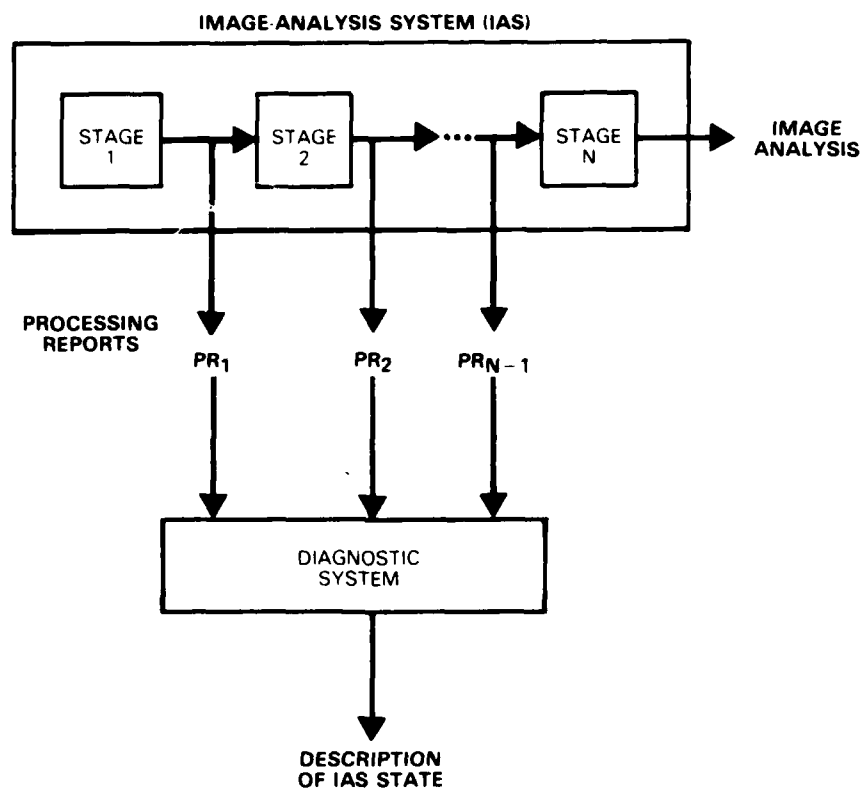 IMAGE-ANALYSIS SYSTEM (IAS)
STAGE
1
STAGE
2
STAGE
N
IMAGE
ANALYSIS
PROCESSING
REPORTS
PR₁
PR₂
PR_N – 1
DIAGNOSTIC
SYSTEM
DESCRIPTION
OF IAS STATE